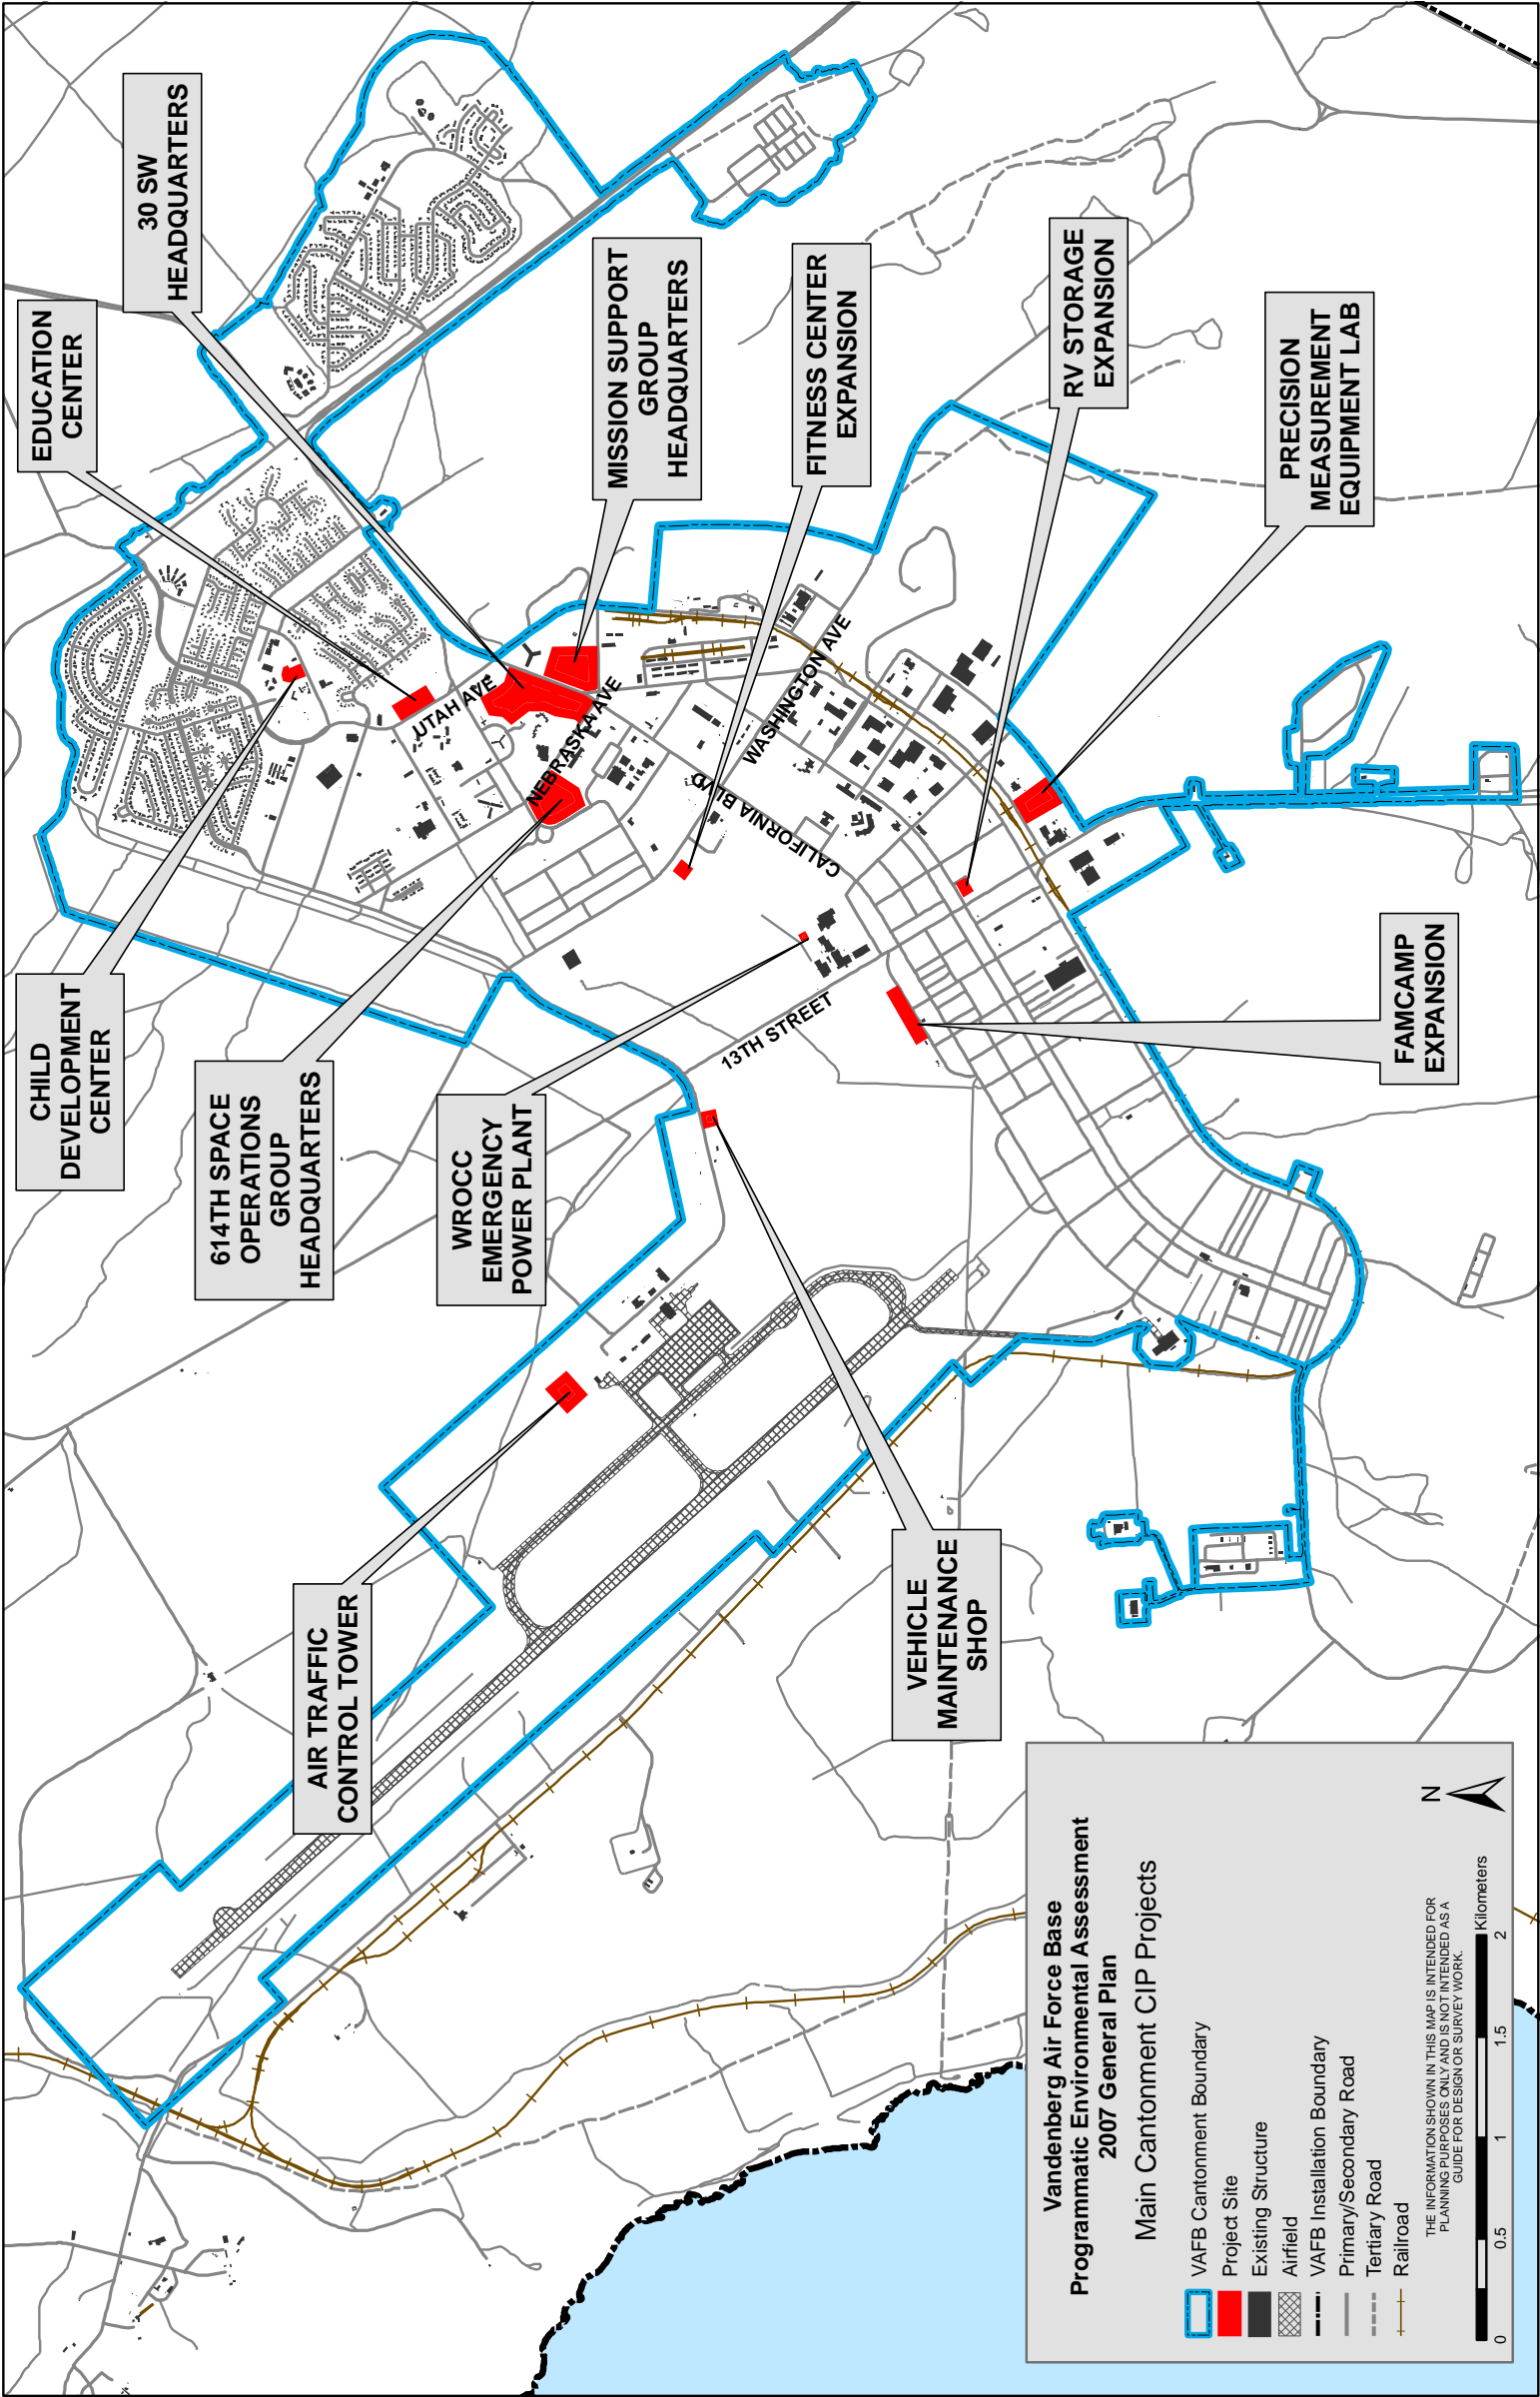 EDUCATION
CENTER
30 SW
HEADQUARTERS
MISSION SUPPORT
GROUP
HEADQUARTERS
FITNESS CENTER
EXPANSION
RV STORAGE
EXPANSION
PRECISION
MEASUREMENT
EQUIPMENT LAB
CHILD
DEVELOPMENT
CENTER
614TH SPACE
OPERATIONS
GROUP
HEADQUARTERS
WROCC
EMERGENCY
POWER PLANT
FAMCAMP
EXPANSION
AIR TRAFFIC
CONTROL TOWER
VEHICLE
MAINTENANCE
SHOP
UTAH AVE
NEBRASKA AVE
WASHINGTON AVE
CALIFORNIA BLVD
13TH STREET
Vandenberg Air Force Base
Programmatic Environmental Assessment
2007 General Plan
Main Cantonment CIP Projects
VAFB Cantonment Boundary
Project Site
Existing Structure
Airfield
VAFB Installation Boundary
Primary/Secondary Road
Tertiary Road
Railroad
N
THE INFORMATION SHOWN IN THIS MAP IS INTENDED FOR
PLANNING PURPOSES ONLY AND IS NOT INTENDED AS A
GUIDE FOR DESIGN OR SURVEY WORK.
Kilometers
0 0.5 1 1.5 2